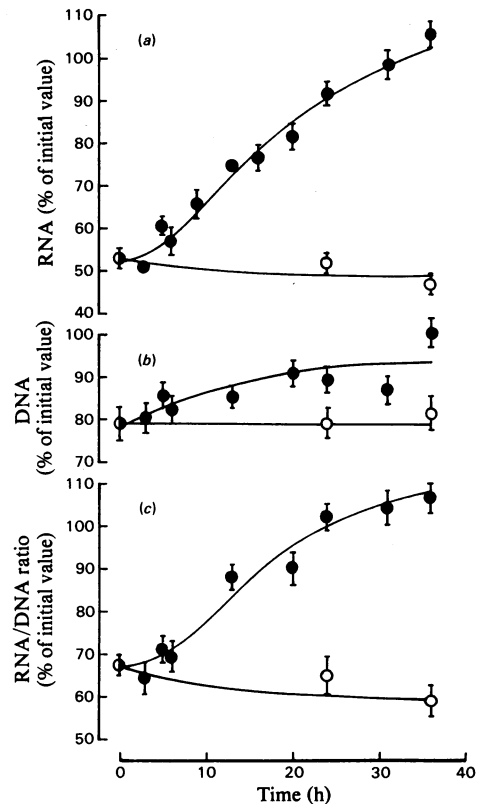 110
(a)
100
90
80
70
60
50
40
RNA (% of initial value)
100
(b)
90
80
70
DNA
(% of initial value)
110
(c)
100
90
80
70
60
50
RNA/DNA ratio
(% of initial value)
0 10 20 30 40
Time (h)